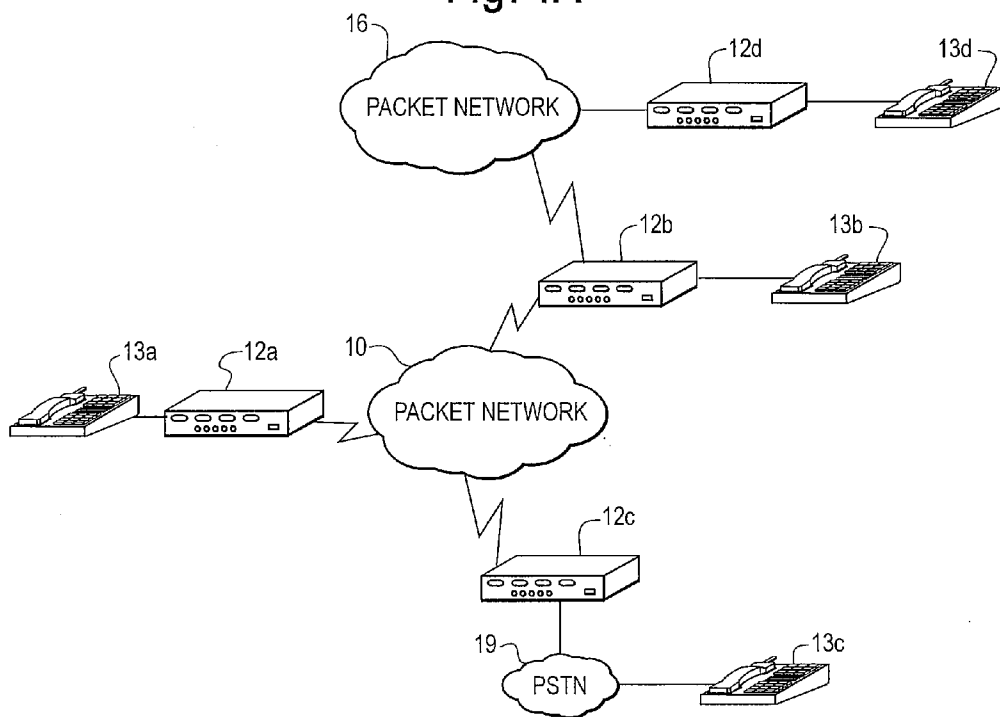 16
12d
13d
PACKET NETWORK
12b
13b
13a
12a
10
PACKET NETWORK
12c
19
13c
PSTN